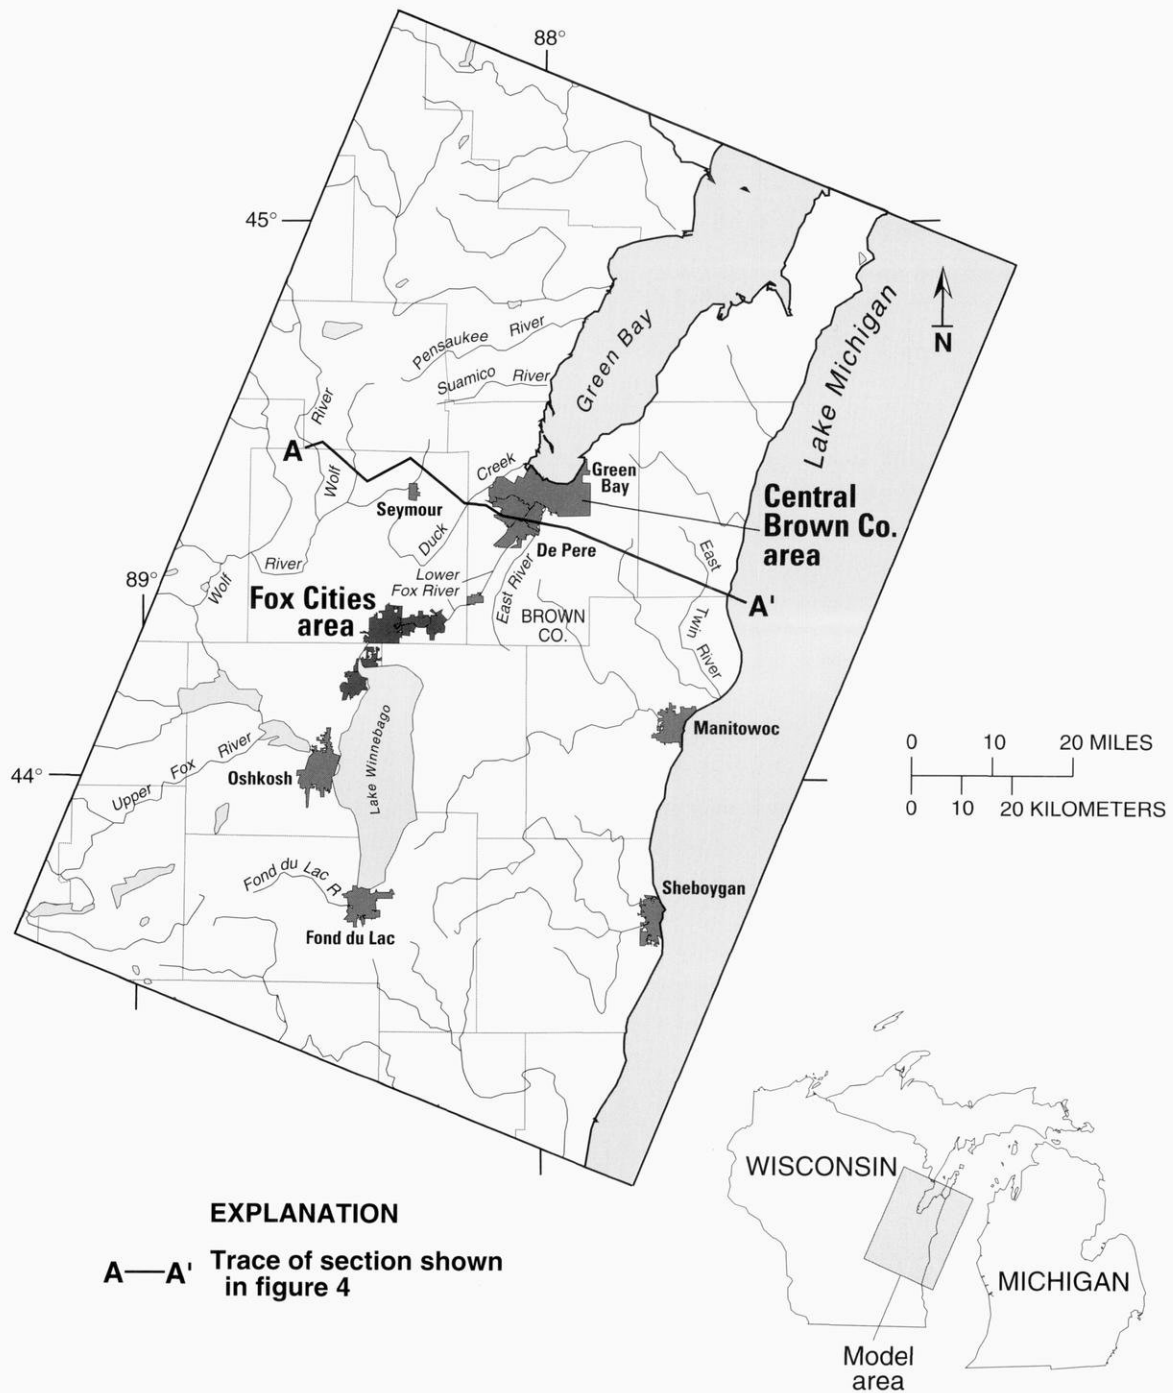 88°
45°
N
Pensaukee River
Suamico River
Green Bay
Lake Michigan
River
A
Wolf
Creek
Green
Bay
Seymour
Central
Brown Co.
area
Duck
De Pere
East
River
Lower
Fox River
East River
89°
Wolf
A'
Fox Cities
area
BROWN
CO.
Twin
River
Manitowoc
0 10 20 MILES
0 10 20 KILOMETERS
Upper Fox River
Lake Winnebago
44°
Oshkosh
Fond du Lac R
Sheboygan
Fond du Lac
WISCONSIN
MICHIGAN
Model
area
EXPLANATION
A—A' Trace of section shown
in figure 4